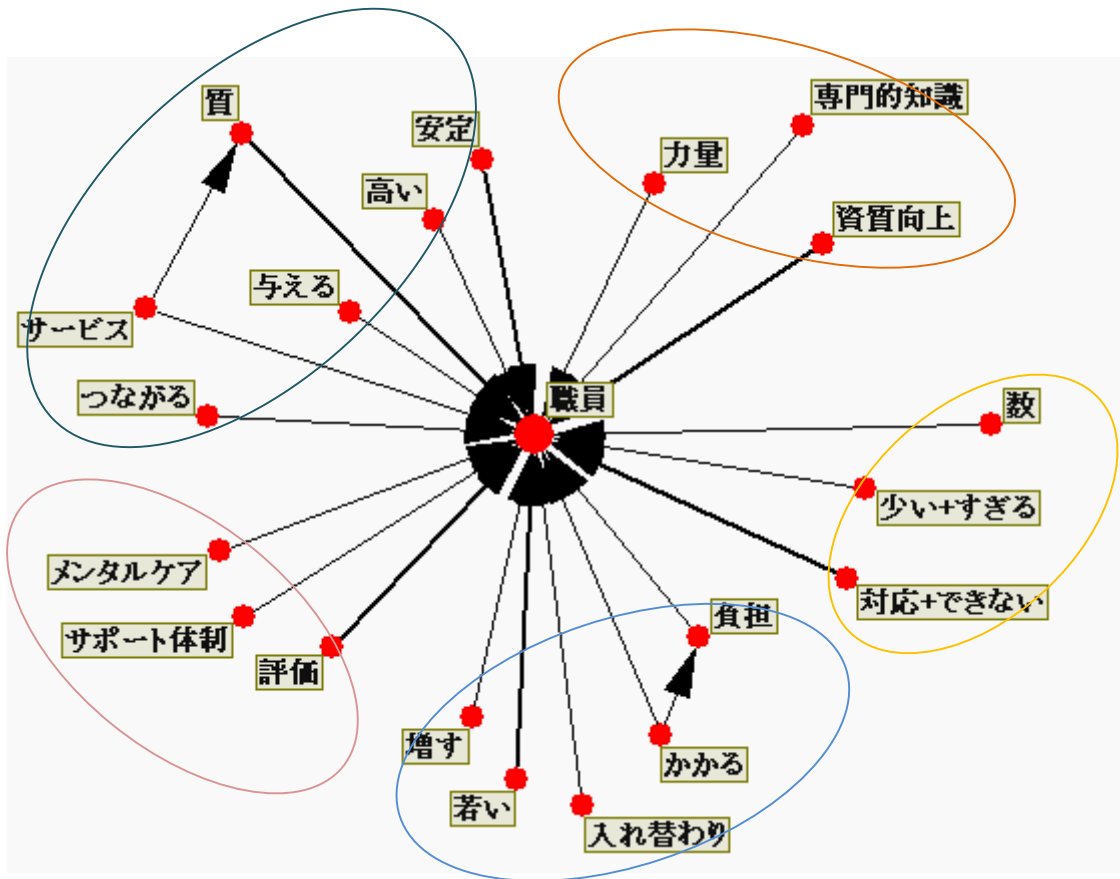 質
安定
高い
専門的知識
力量
資質向上
与える
サービス
つながる
職員
数
少い+すぎる
対応+できない
メンタルケア
サポート体制
評価
負担
増す
かかる
若い
入れ替わり